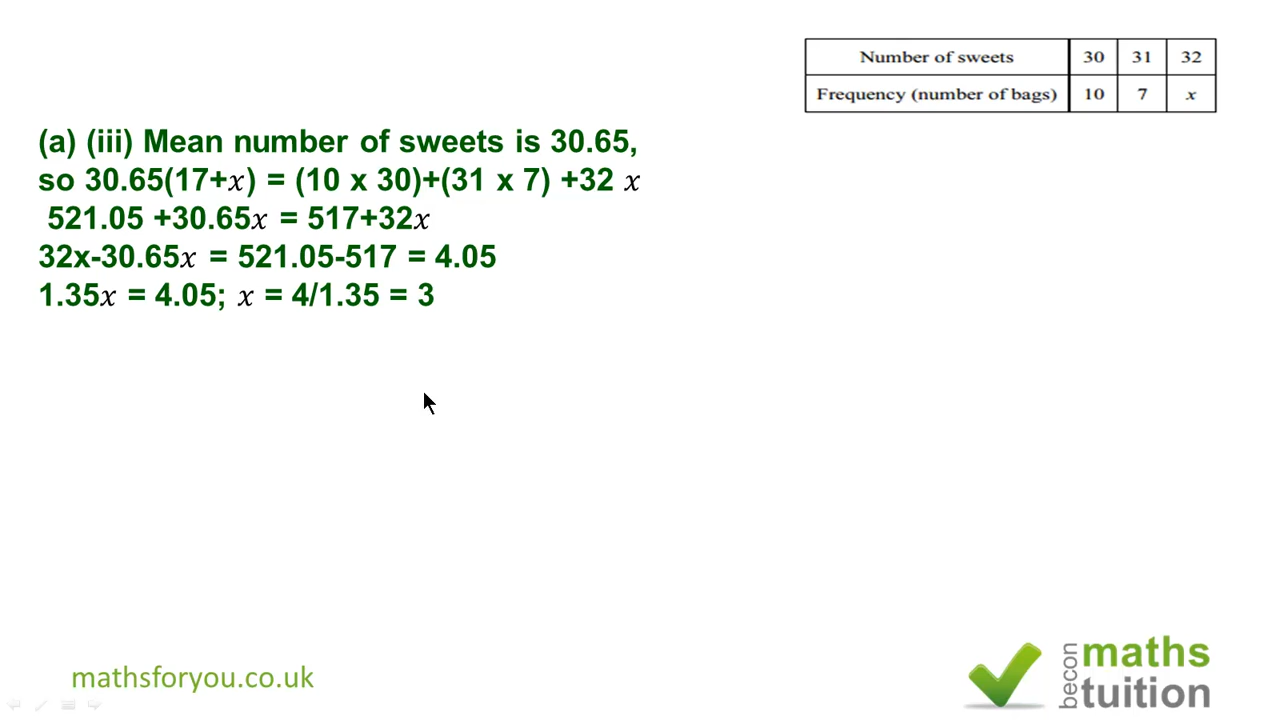 Number of sweets 30 31 32
Frequency (number of bags) 10 7 x
(a) (iii) Mean number of sweets is 30.65,
so 30.65(17+𝑥) = (10 x 30)+(31 x 7) +32 𝑥
521.05 +30.65𝑥 = 517+32𝑥
32x-30.65𝑥 = 521.05-517 = 4.05
1.35𝑥 = 4.05; 𝑥 = 4/1.35 = 3
mathsforyou.co.uk
becon
maths
tuition